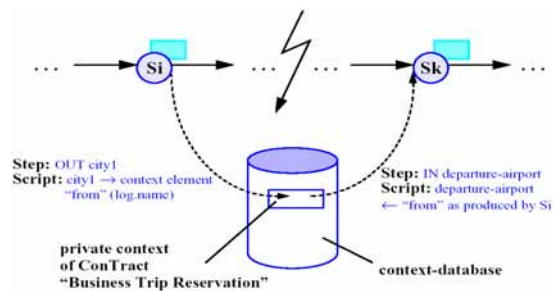 ... Si ... ... Sk ...
Step: OUT city1
Script: city1 → context element
"from" (log.name)
Step: IN departure-airport
Script: departure-airport
← "from" as produced by Si
private context
of ConTract
"Business Trip Reservation"
context-database